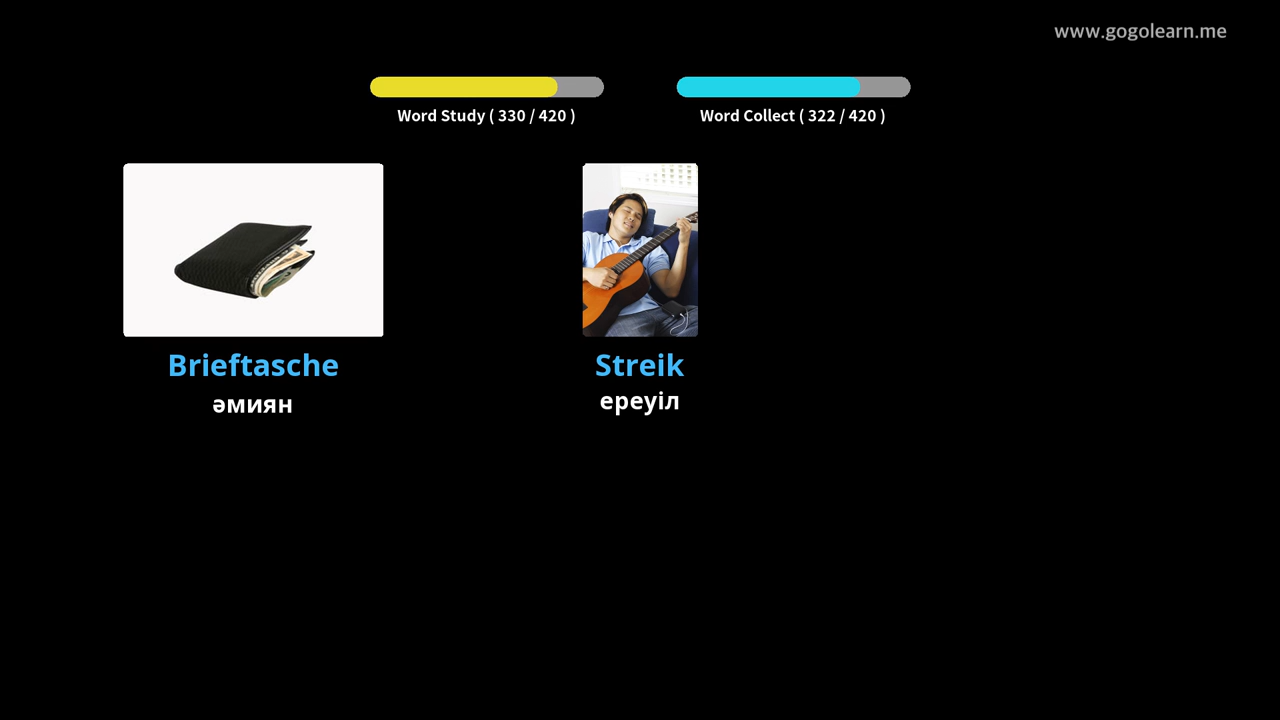 www.gogolearn.me
Word Study ( 330 / 420 )
Word Collect ( 322 / 420 )
Brieftasche
әмиян
Streik
ереуіл